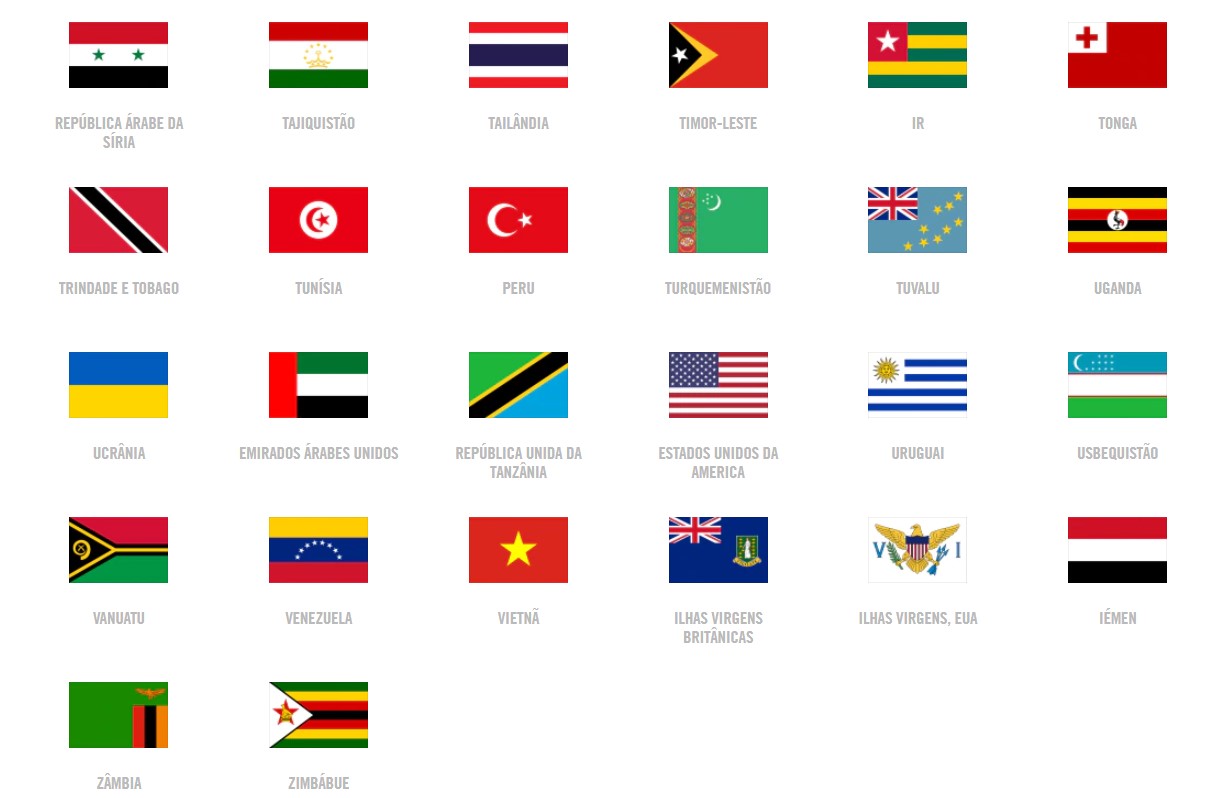 REPÚBLICA ÁRABE DA
SÍRIA
TAJIQUISTÃO
TAILÂNDIA
TIMOR-LESTE
IR
TONGA
TRINDADE E TOBAGO
TUNÍSIA
PERU
TURQUEMENISTÃO
TUVALU
UGANDA
UCRÂNIA
EMIRADOS ÁRABES UNIDOS
REPÚBLICA UNIDA DA
TANZÂNIA
ESTADOS UNIDOS DA
AMERICA
URUGUAI
USBEQUISTÃO
VANUATU
VENEZUELA
VIETNÃ
ILHAS VIRGENS
BRITÂNICAS
V I
ILHAS VIRGENS, EUA
IÉMEN
ZÂMBIA
ZIMBÁBUE